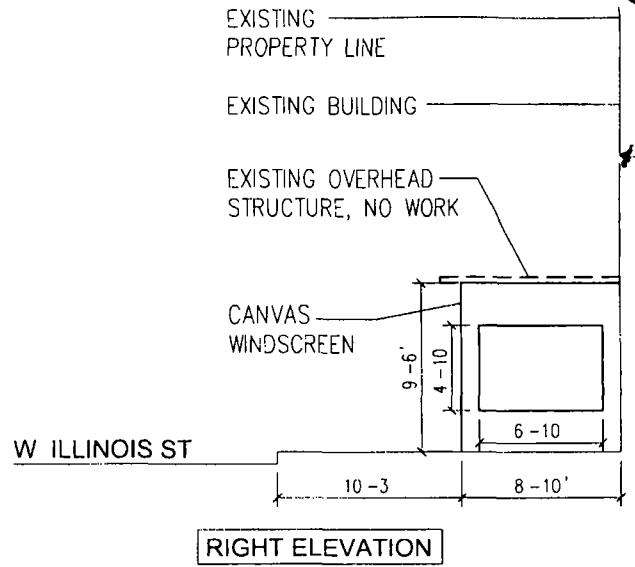 EXISTING
PROPERTY LINE
EXISTING BUILDING
EXISTING OVERHEAD
STRUCTURE, NO WORK
CANVAS
WINDSCREEN
9-6'
4-10
6-10
W ILLINOIS ST
10-3
8-10'
RIGHT ELEVATION